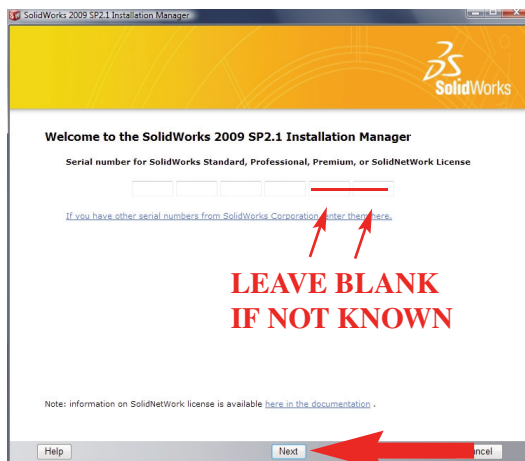 SolidWorks 2009 SP2.1 Installation Manager
SolidWorks
Welcome to the SolidWorks 2009 SP2.1 Installation Manager
Serial number for SolidWorks Standard, Professional, Premium, or SolidNetWork License
If you have other serial numbers from SolidWorks Corporation enter them here.
LEAVE BLANK
IF NOT KNOWN
Note: information on SolidNetWork license is available here in the documentation .
Help
Next
ncel